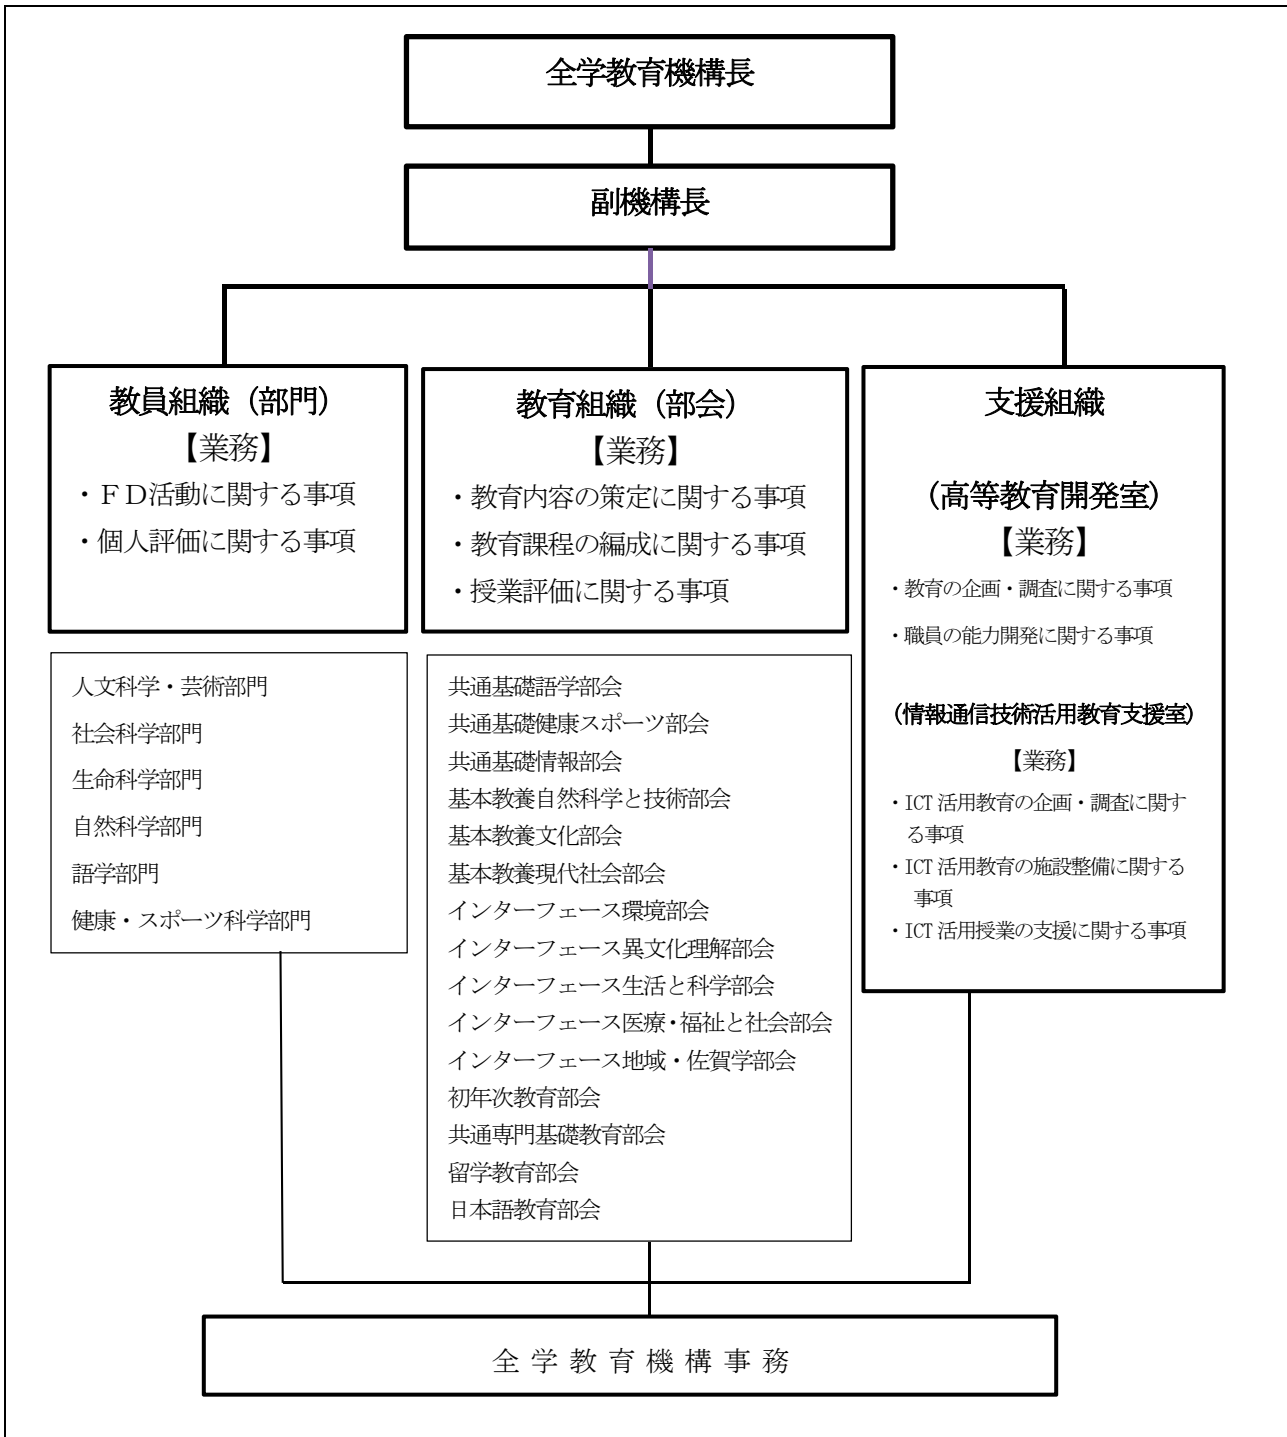 全学教育機構長
副機構長
教員組織（部門）
【業務】
・ＦＤ活動に関する事項
・個人評価に関する事項
人文科学・芸術部門
社会科学部門
生命科学部門
自然科学部門
語学部門
健康・スポーツ科学部門
教育組織（部会）
【業務】
・教育内容の策定に関する事項
・教育課程の編成に関する事項
・授業評価に関する事項
共通基礎語学部会
共通基礎健康スポーツ部会
共通基礎情報部会
基本教養自然科学と技術部会
基本教養文化部会
基本教養現代社会部会
インターフェース環境部会
インターフェース異文化理解部会
インターフェース生活と科学部会
インターフェース医療・福祉と社会部会
インターフェース地域・佐賀学部会
初年次教育部会
共通専門基礎教育部会
留学教育部会
日本語教育部会
支援組織
（高等教育開発室）
【業務】
・教育の企画・調査に関する事項
・職員の能力開発に関する事項
（情報通信技術活用教育支援室）
【業務】
・ICT 活用教育の企画・調査に関す
る事項
・ICT 活用教育の施設整備に関する
事項
・ICT 活用授業の支援に関する事項
全 学 教 育 機 構 事 務